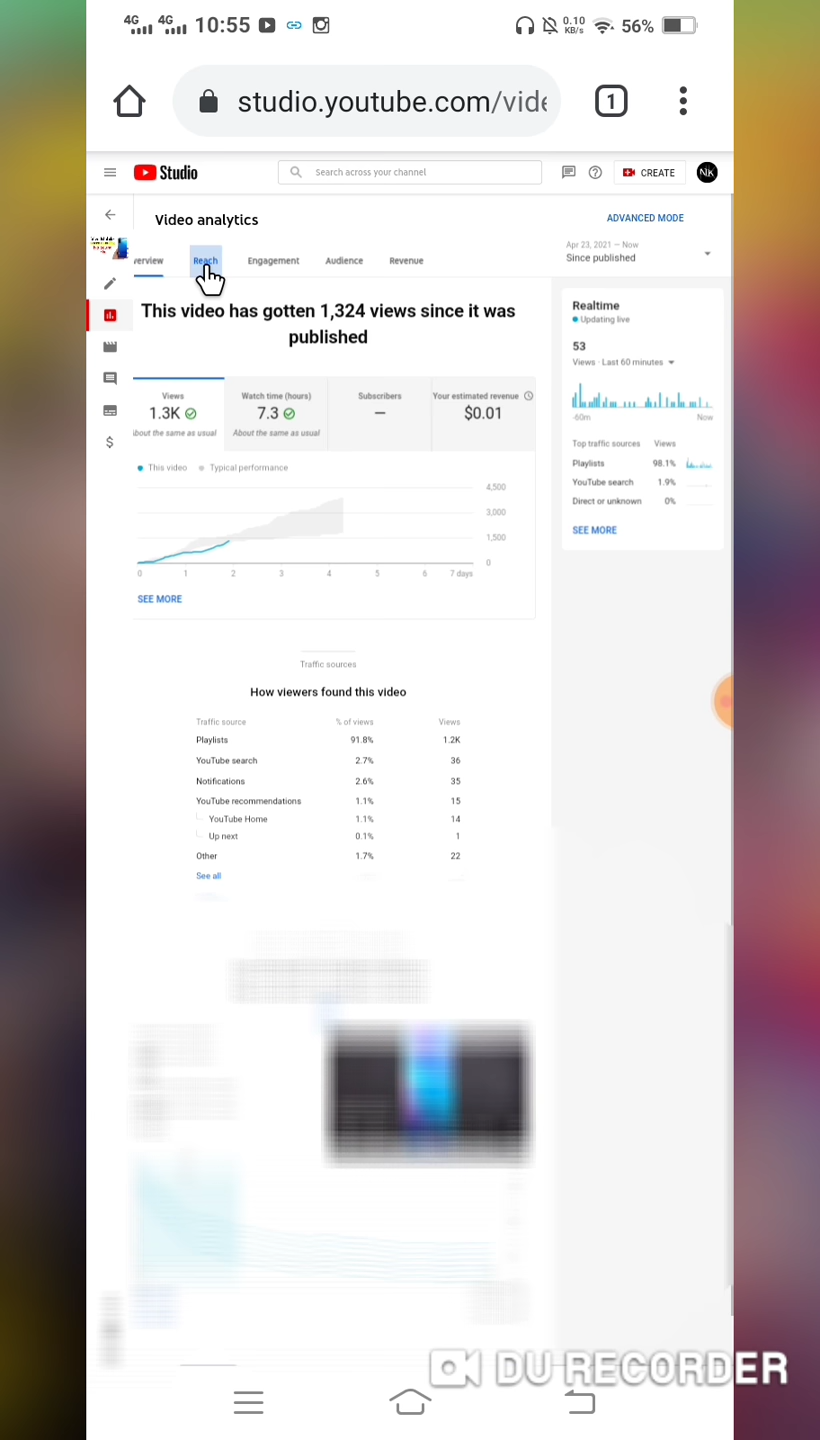 4G 4G 10:55 0.10 KB/s 56%
studio.youtube.com/vide 1
Studio Search across your channel CREATE NK
Video analytics ADVANCED MODE
Apr 23, 2021 – Now
Since published
verview Reach Engagement Audience Revenue
This video has gotten 1,324 views since it was
published
Views Watch time (hours) Subscribers Your estimated revenue
1.3K 7.3 – $0.01
About the same as usual About the same as usual
This video Typical performance
4,500
3,000
1,500
0
0 1 2 3 4 5 6 7 days
SEE MORE
Realtime
Updating live
53
Views · Last 60 minutes
-60m Now
Top traffic sources Views
Playlists 98.1%
YouTube search 1.9%
Direct or unknown 0%
SEE MORE
Traffic sources
How viewers found this video
Traffic source % of views Views
Playlists 91.8% 1.2K
YouTube search 2.7% 36
Notifications 2.6% 35
YouTube recommendations 1.1% 15
YouTube Home 1.1% 14
Up next 0.1% 1
Other 1.7% 22
See all
DU RECORDER